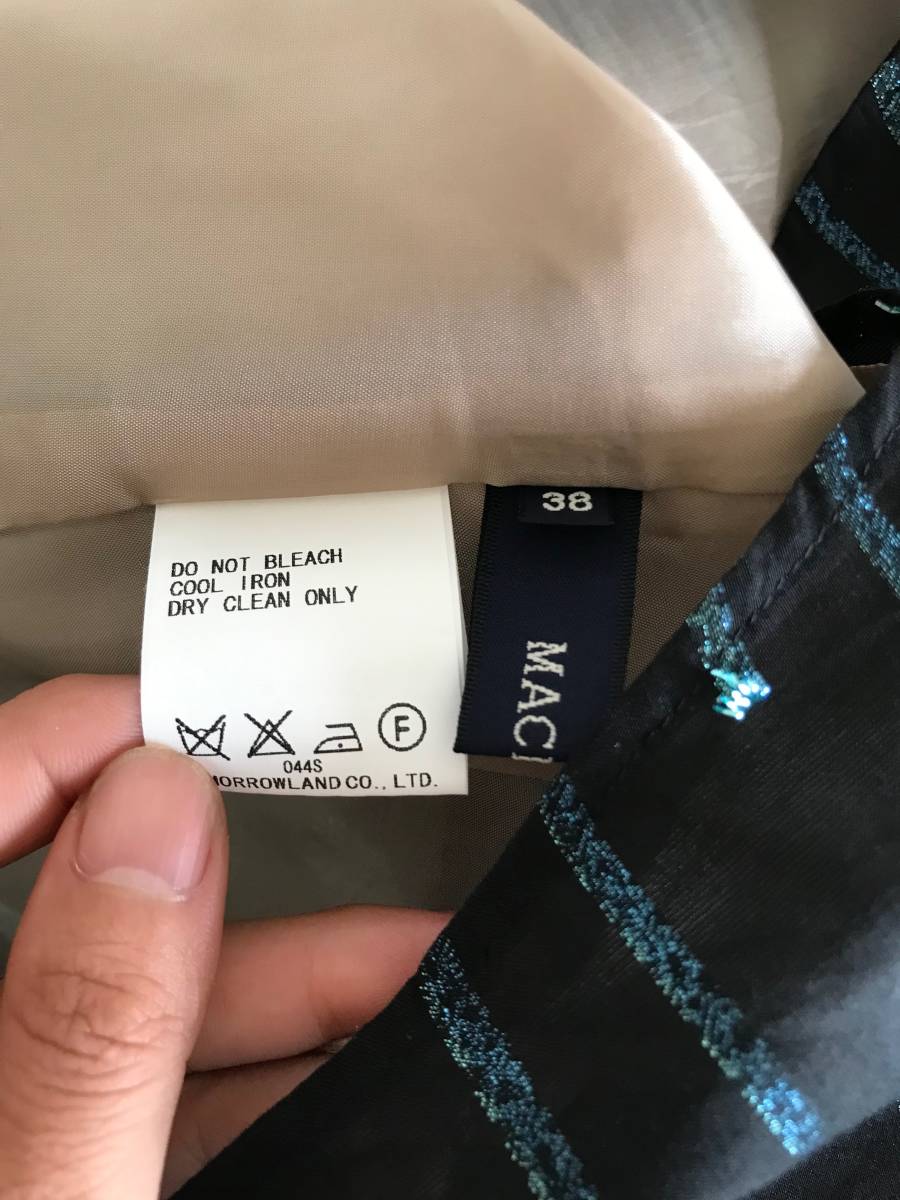 DO NOT BLEACH
COOL IRON
DRY CLEAN ONLY
F
044S
MORROWLAND CO., LTD.
38
MAC